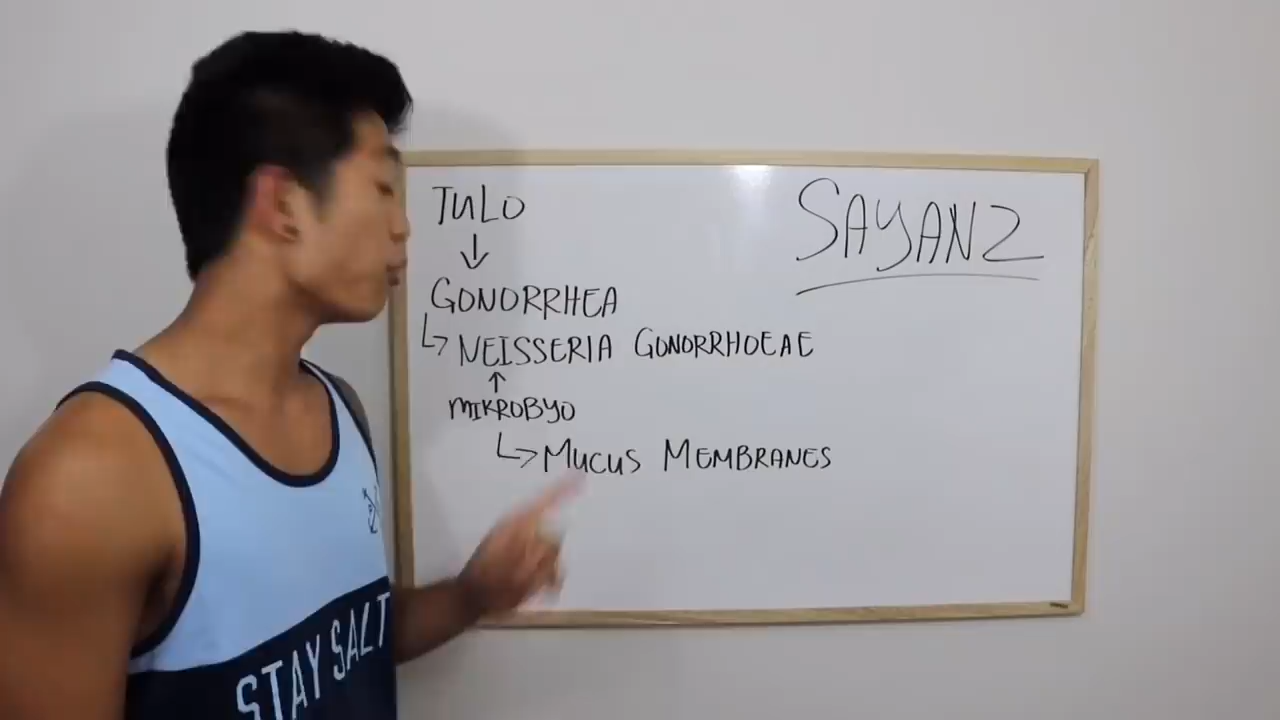 TULO
SAYANZ
GONORRHEA
NEISSERIA GONORRHOEAE
MIKROBYO
MUCUS MEMBRANES
STAY SALT